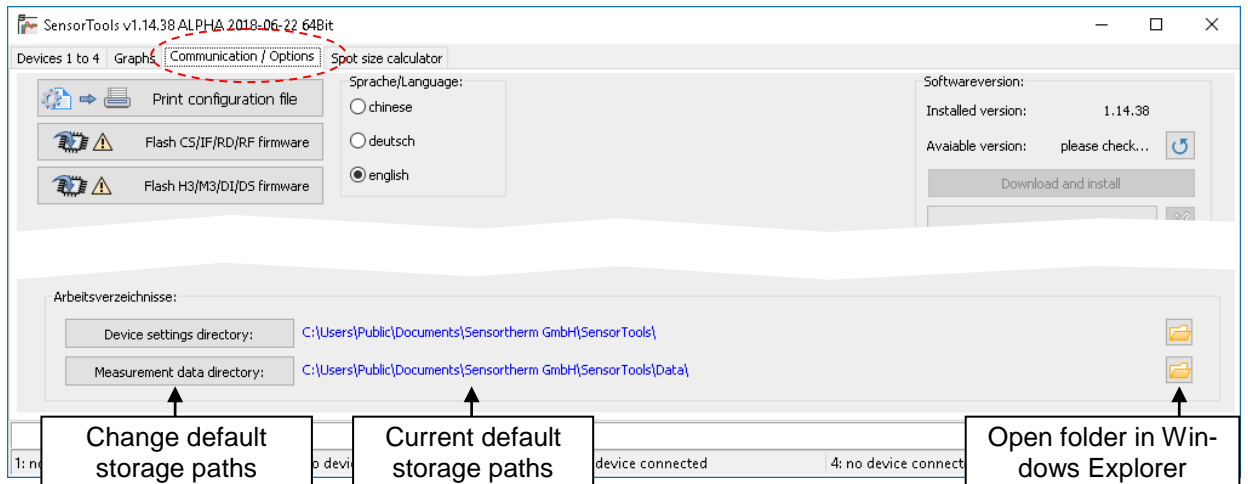 SensorTools v1.14.38 ALPHA 2018-06-22 64Bit
Devices 1 to 4 Graphs Communication / Options Spot size calculator
Print configuration file
Flash CS/IF/RD/RF firmware
Flash H3/M3/DI/DS firmware
Sprache/Language:
chinese
deutsch
english
Softwareversion:
Installed version: 1.14.38
Avaiable version: please check...
Download and install
Arbeitsverzeichnisse:
Device settings directory: C:\Users\Public\Documents\Sensortherm GmbH\SensorTools\
Measurement data directory: C:\Users\Public\Documents\Sensortherm GmbH\SensorTools\Data\
Change default
storage paths
Current default
storage paths
Open folder in Win-
dows Explorer
1: device connected 4: no device